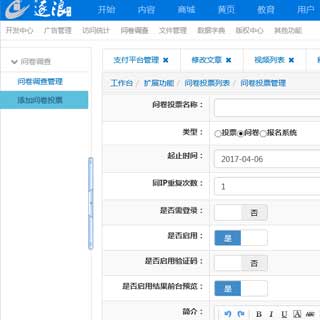 逐浪 开始 内容 商城 黄页 教育 用户
开发中心 广告管理 访问统计 问卷调查 文件管理 数据字典 版权中心 其他功能
问卷调查
问卷调查管理
添加问卷投票
支付平台管理 修改文章 视频列表
工作台 / 扩展功能 / 问卷投票列表 / 问卷投票管理
问卷投票名称：
类型： 投票 问卷 报名系统
起止时间： 2017-04-06
同IP重复次数： 1
是否需登录： 否
是否启用： 是
是否启用验证码： 否
是否启用结果前台预览： 是
简介： B I U A ABC